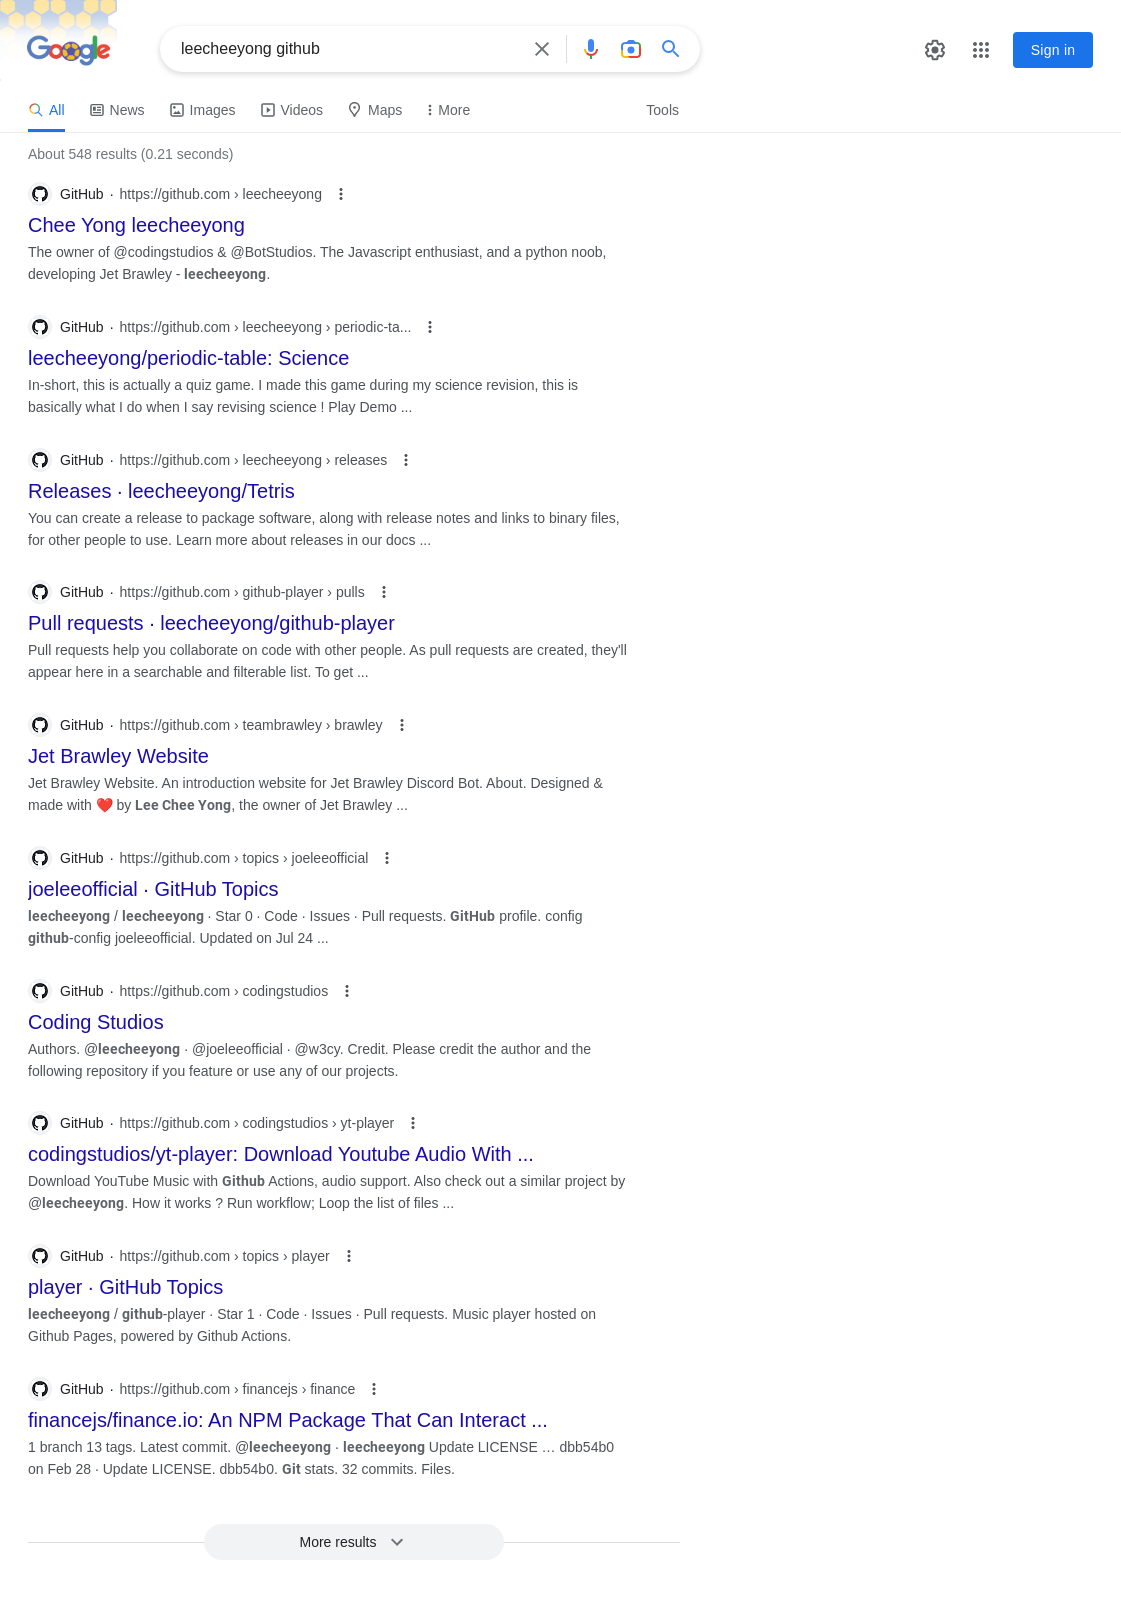 Google
leecheeyong github
Sign in
All News Images Videos Maps More Tools
About 548 results (0.21 seconds)
GitHub · https://github.com › leecheeyong
Chee Yong leecheeyong
The owner of @codingstudios & @BotStudios. The Javascript enthusiast, and a python noob,
developing Jet Brawley - leecheeyong.
GitHub · https://github.com › leecheeyong › periodic-ta...
leecheeyong/periodic-table: Science
In-short, this is actually a quiz game. I made this game during my science revision, this is
basically what I do when I say revising science ! Play Demo ...
GitHub · https://github.com › leecheeyong › releases
Releases · leecheeyong/Tetris
You can create a release to package software, along with release notes and links to binary files,
for other people to use. Learn more about releases in our docs ...
GitHub · https://github.com › github-player › pulls
Pull requests · leecheeyong/github-player
Pull requests help you collaborate on code with other people. As pull requests are created, they'll
appear here in a searchable and filterable list. To get ...
GitHub · https://github.com › teambrawley › brawley
Jet Brawley Website
Jet Brawley Website. An introduction website for Jet Brawley Discord Bot. About. Designed &
made with ❤️ by Lee Chee Yong, the owner of Jet Brawley ...
GitHub · https://github.com › topics › joeleeofficial
joeleeofficial · GitHub Topics
leecheeyong / leecheeyong · Star 0 · Code · Issues · Pull requests. GitHub profile. config
github-config joeleeofficial. Updated on Jul 24 ...
GitHub · https://github.com › codingstudios
Coding Studios
Authors. @leecheeyong · @joeleeofficial · @w3cy. Credit. Please credit the author and the
following repository if you feature or use any of our projects.
GitHub · https://github.com › codingstudios › yt-player
codingstudios/yt-player: Download Youtube Audio With ...
Download YouTube Music with Github Actions, audio support. Also check out a similar project by
@leecheeyong. How it works ? Run workflow; Loop the list of files ...
GitHub · https://github.com › topics › player
player · GitHub Topics
leecheeyong / github-player · Star 1 · Code · Issues · Pull requests. Music player hosted on
Github Pages, powered by Github Actions.
GitHub · https://github.com › financejs › finance
financejs/finance.io: An NPM Package That Can Interact ...
1 branch 13 tags. Latest commit. @leecheeyong · leecheeyong Update LICENSE … dbb54b0
on Feb 28 · Update LICENSE. dbb54b0. Git stats. 32 commits. Files.
More results